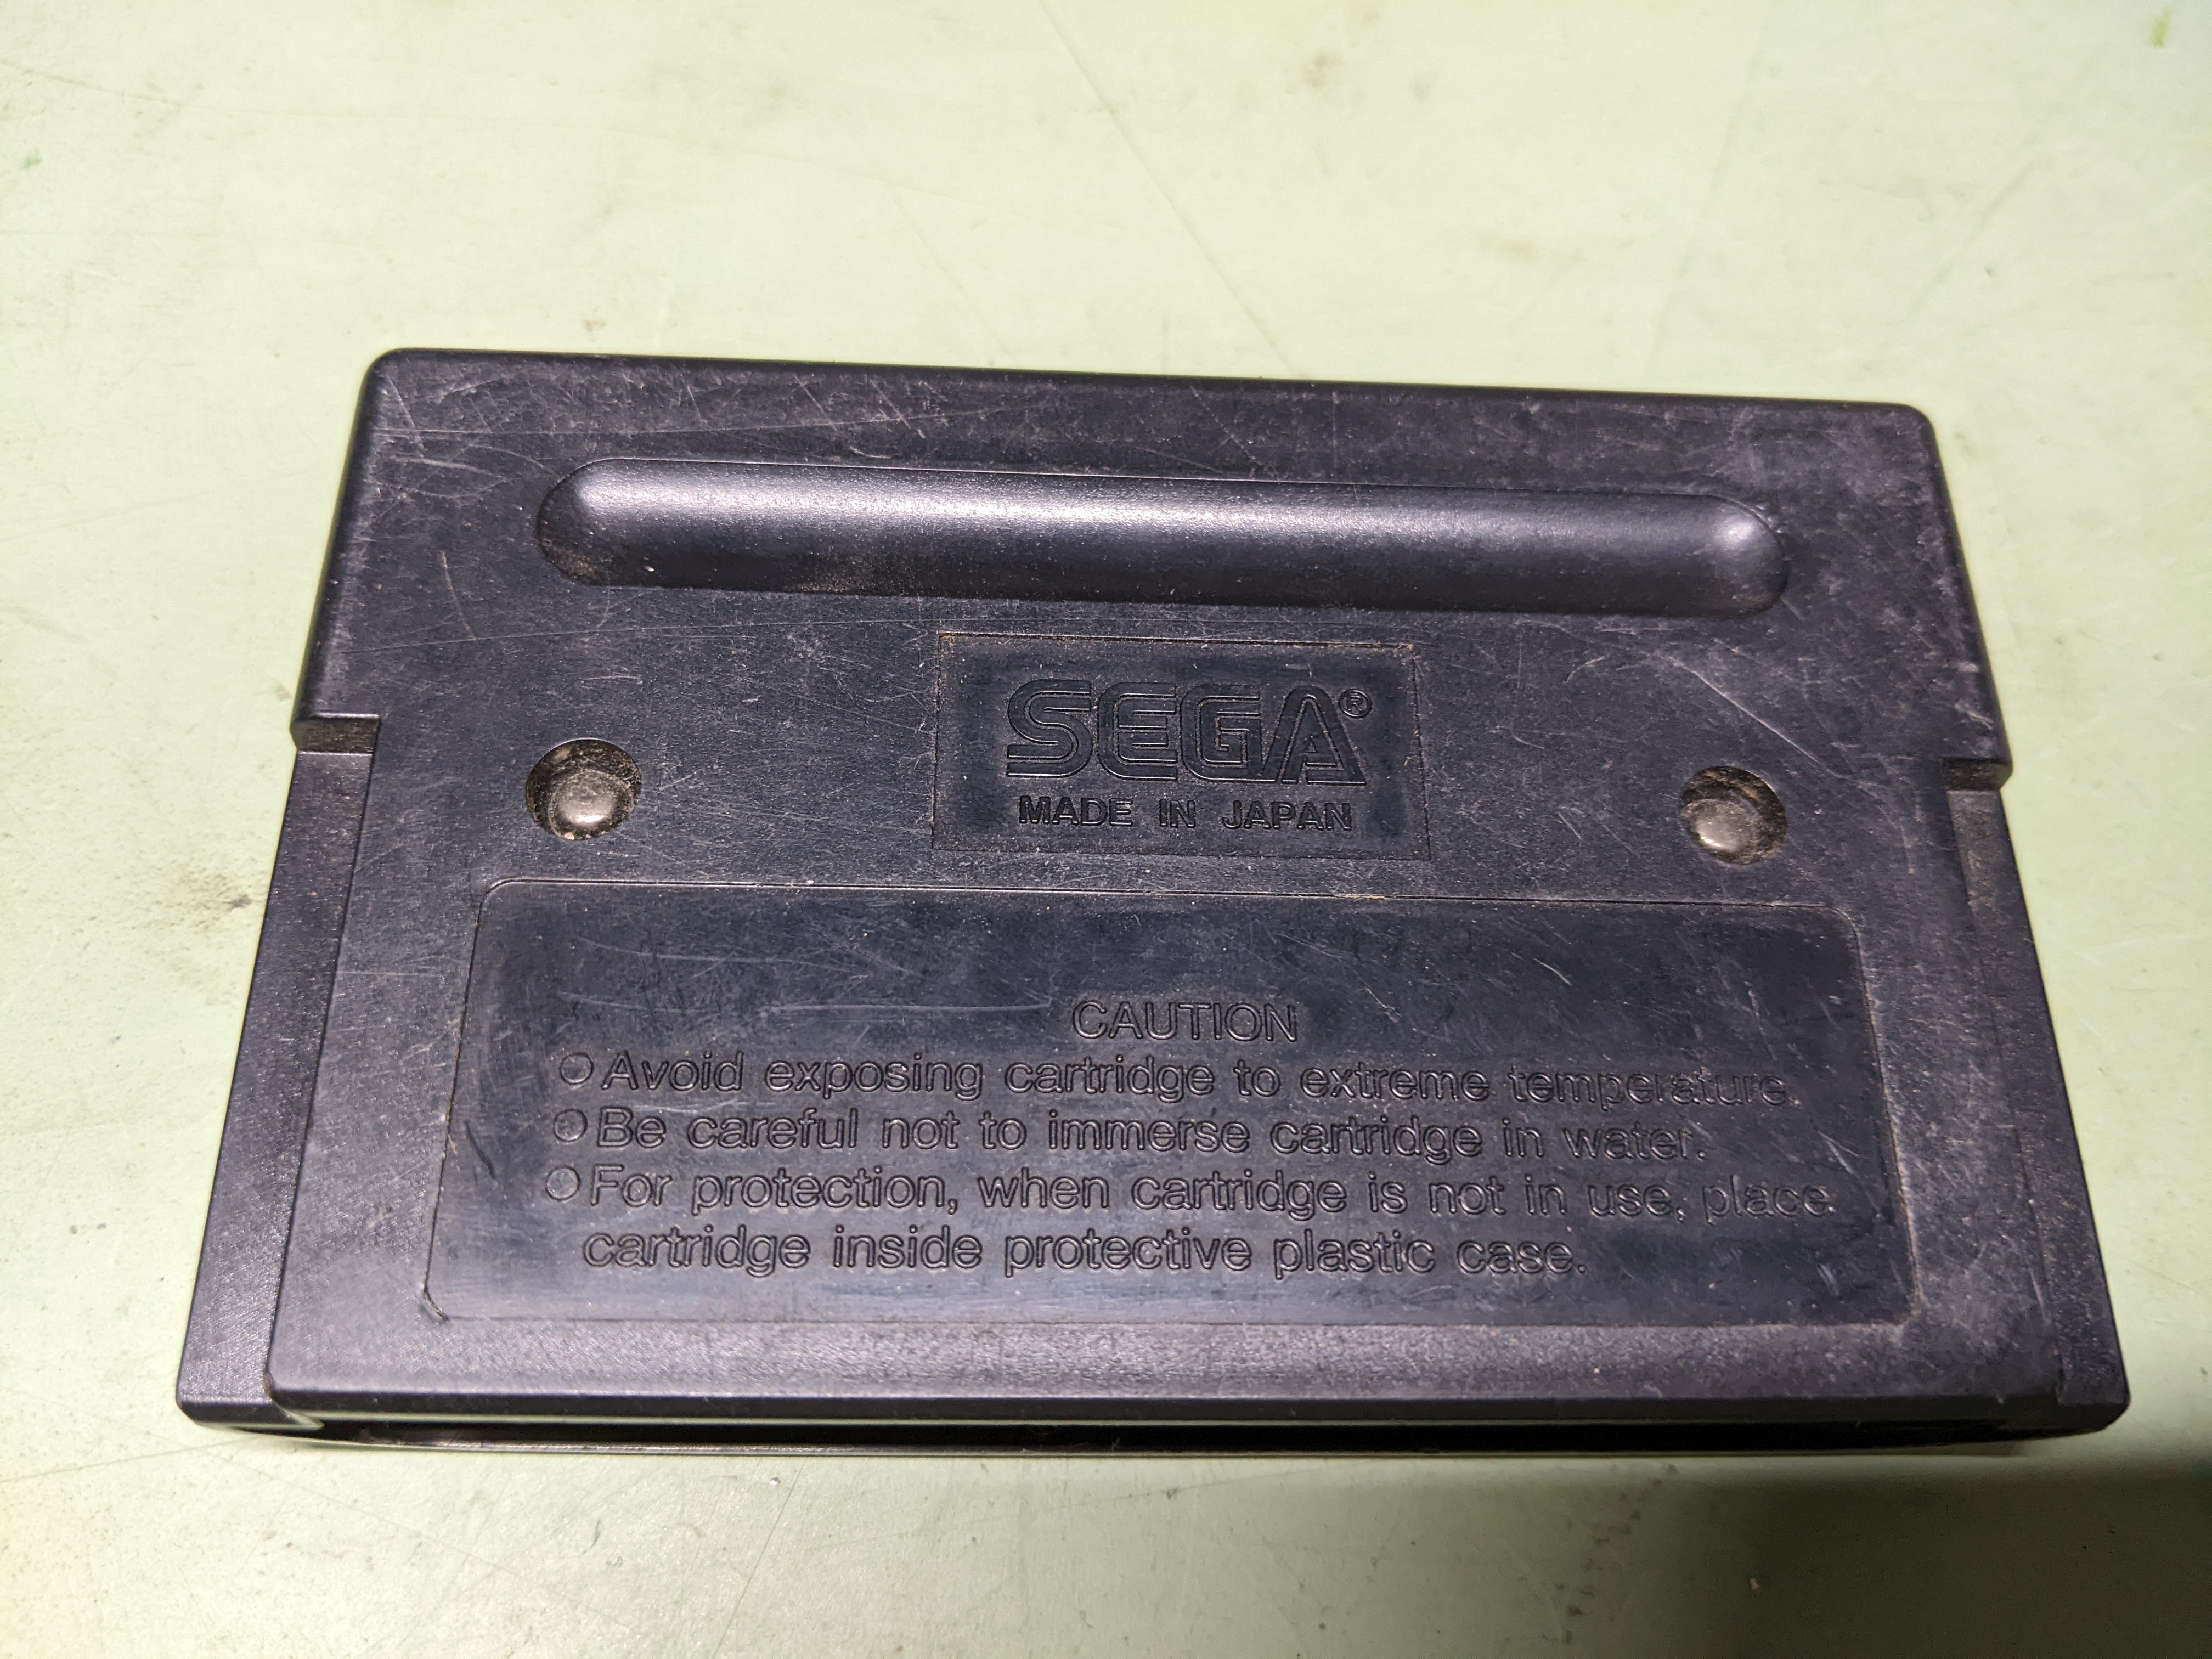 SEGA®
MADE IN JAPAN
CAUTION
○Avoid exposing cartridge to extreme temperature.
○Be careful not to immerse cartridge in water.
○For protection, when cartridge is not in use, place
cartridge inside protective plastic case.